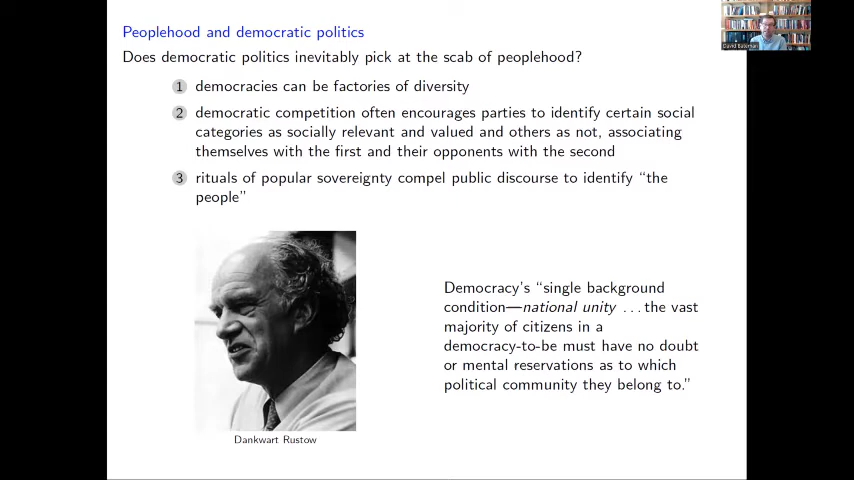 Peoplehood and democratic politics
Does democratic politics inevitably pick at the scab of peoplehood?
1 democracies can be factories of diversity
2 democratic competition often encourages parties to identify certain social
categories as socially relevant and valued and others as not, associating
themselves with the first and their opponents with the second
3 rituals of popular sovereignty compel public discourse to identify “the
people”
Democracy’s “single background
condition—national unity ...the vast
majority of citizens in a
democracy-to-be must have no doubt
or mental reservations as to which
political community they belong to.”
Dankwart Rustow
David Bateman